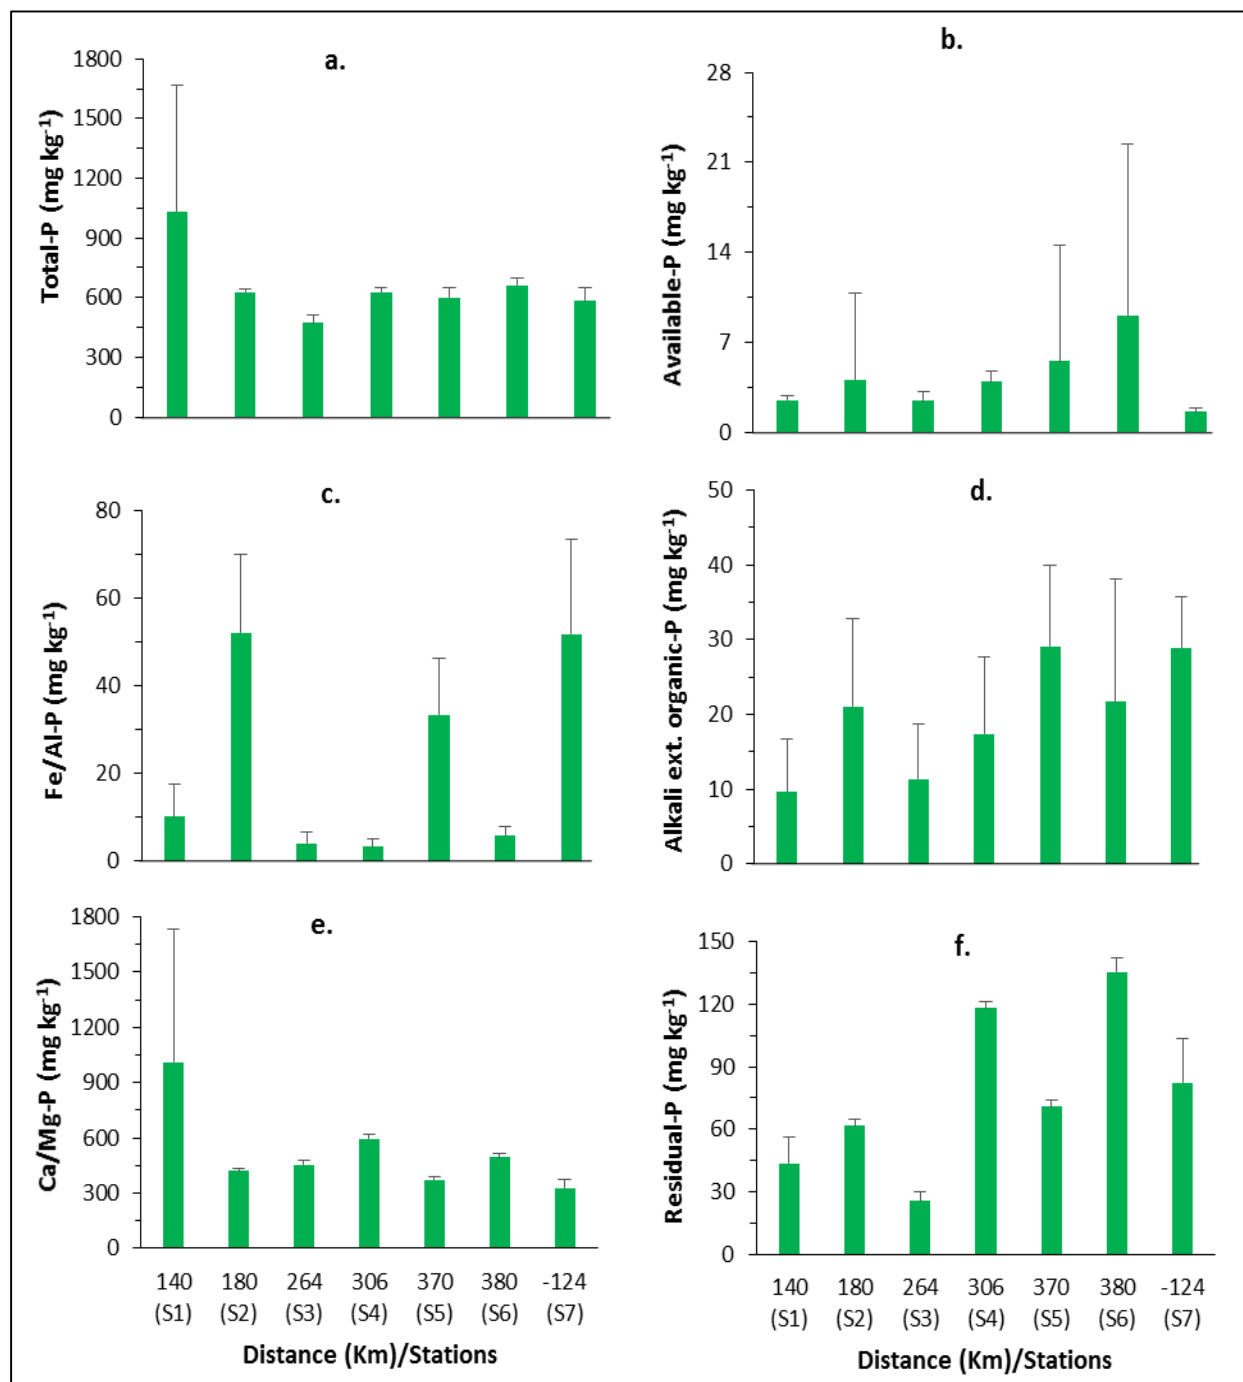 a.
Total-P (mg kg-1)
1800
1500
1200
900
600
300
0
b.
Available-P (mg kg-1)
28
21
14
7
0
c.
Fe/Al-P (mg kg-1)
80
60
40
20
0
d.
Alkali ext. organic-P (mg kg-1)
50
40
30
20
10
0
e.
Ca/Mg-P (mg kg-1)
1800
1500
1200
900
600
300
0
140 180 264 306 370 380 -124
(S1) (S2) (S3) (S4) (S5) (S6) (S7)
Distance (Km)/Stations
f.
Residual-P (mg kg-1)
150
120
90
60
30
0
140 180 264 306 370 380 -124
(S1) (S2) (S3) (S4) (S5) (S6) (S7)
Distance (Km)/Stations